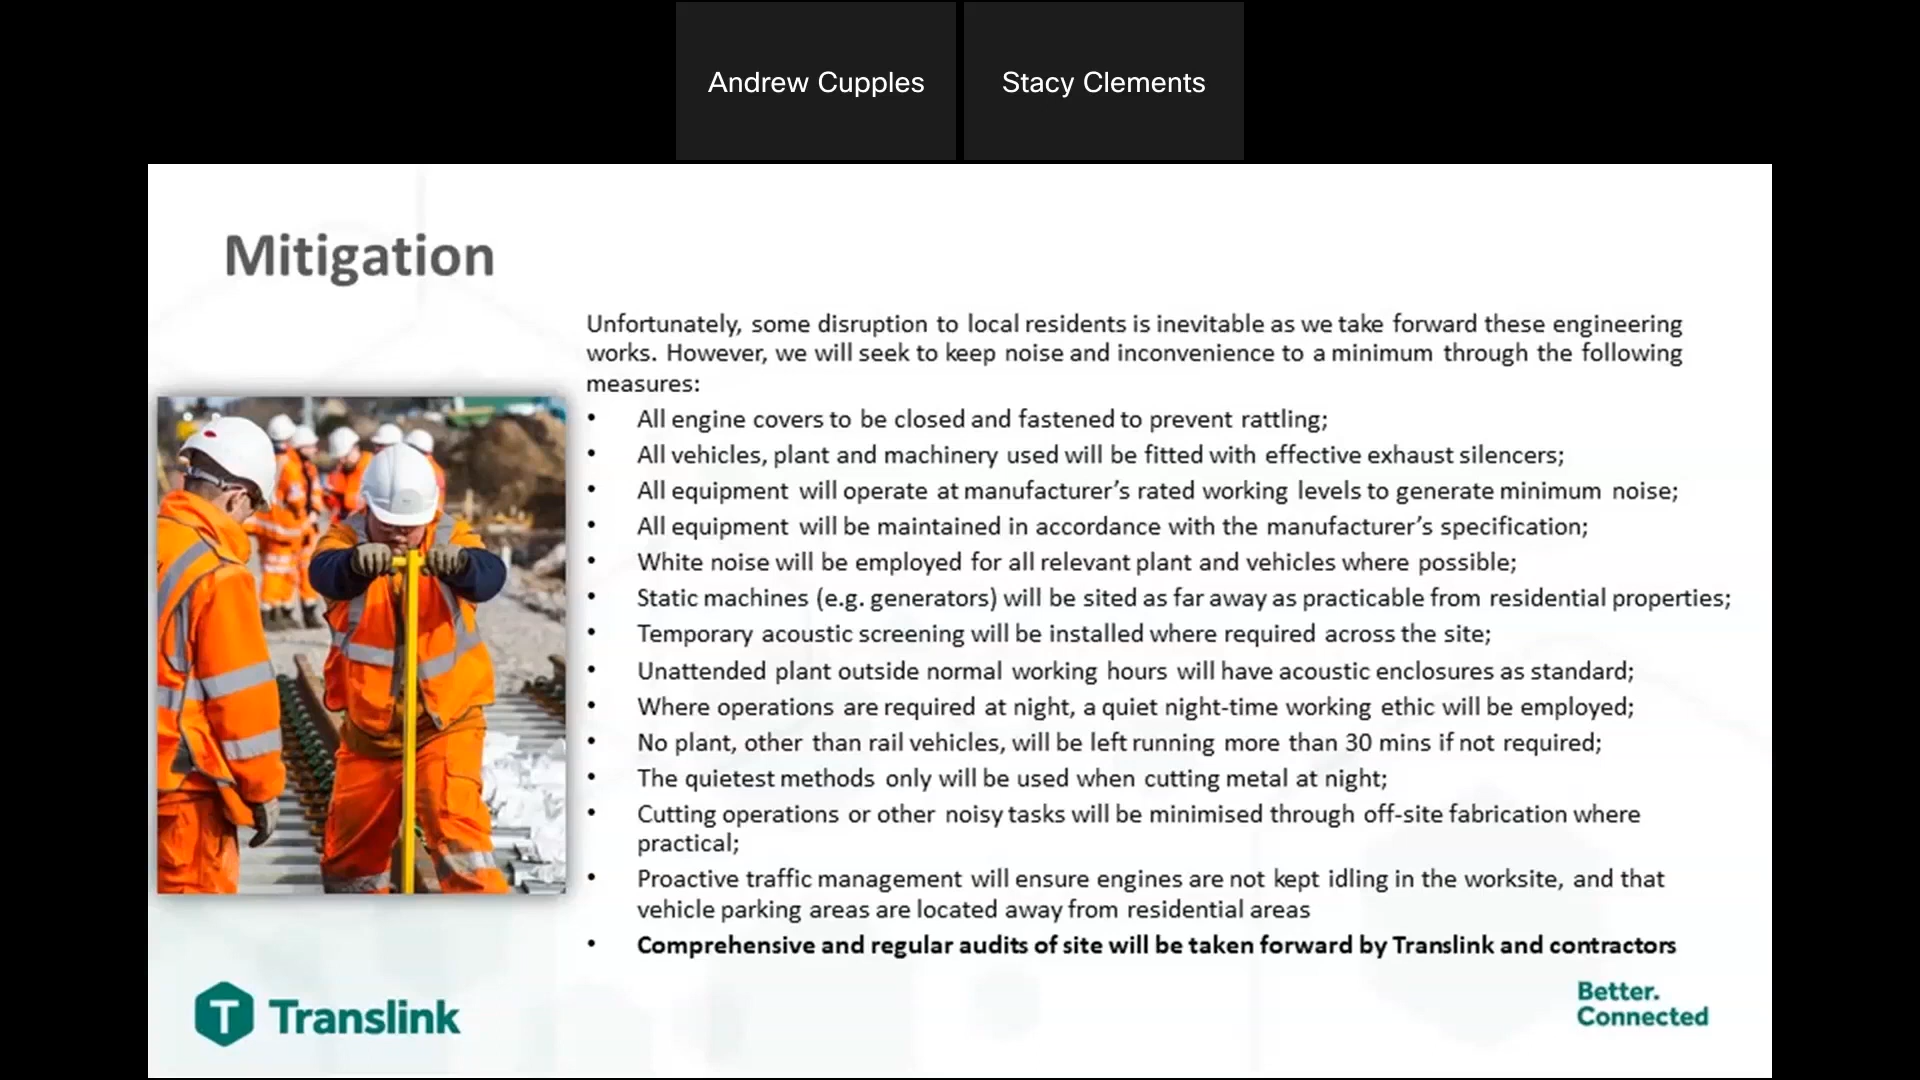 Andrew Cupples
Stacy Clements
Mitigation
Unfortunately, some disruption to local residents is inevitable as we take forward these engineering
works. However, we will seek to keep noise and inconvenience to a minimum through the following
measures:
• All engine covers to be closed and fastened to prevent rattling;
• All vehicles, plant and machinery used will be fitted with effective exhaust silencers;
• All equipment will operate at manufacturer’s rated working levels to generate minimum noise;
• All equipment will be maintained in accordance with the manufacturer’s specification;
• White noise will be employed for all relevant plant and vehicles where possible;
• Static machines (e.g. generators) will be sited as far away as practicable from residential properties;
• Temporary acoustic screening will be installed where required across the site;
• Unattended plant outside normal working hours will have acoustic enclosures as standard;
• Where operations are required at night, a quiet night-time working ethic will be employed;
• No plant, other than rail vehicles, will be left running more than 30 mins if not required;
• The quietest methods only will be used when cutting metal at night;
• Cutting operations or other noisy tasks will be minimised through off-site fabrication where
practical;
• Proactive traffic management will ensure engines are not kept idling in the worksite, and that
vehicle parking areas are located away from residential areas
• Comprehensive and regular audits of site will be taken forward by Translink and contractors
T Translink
Better.
Connected